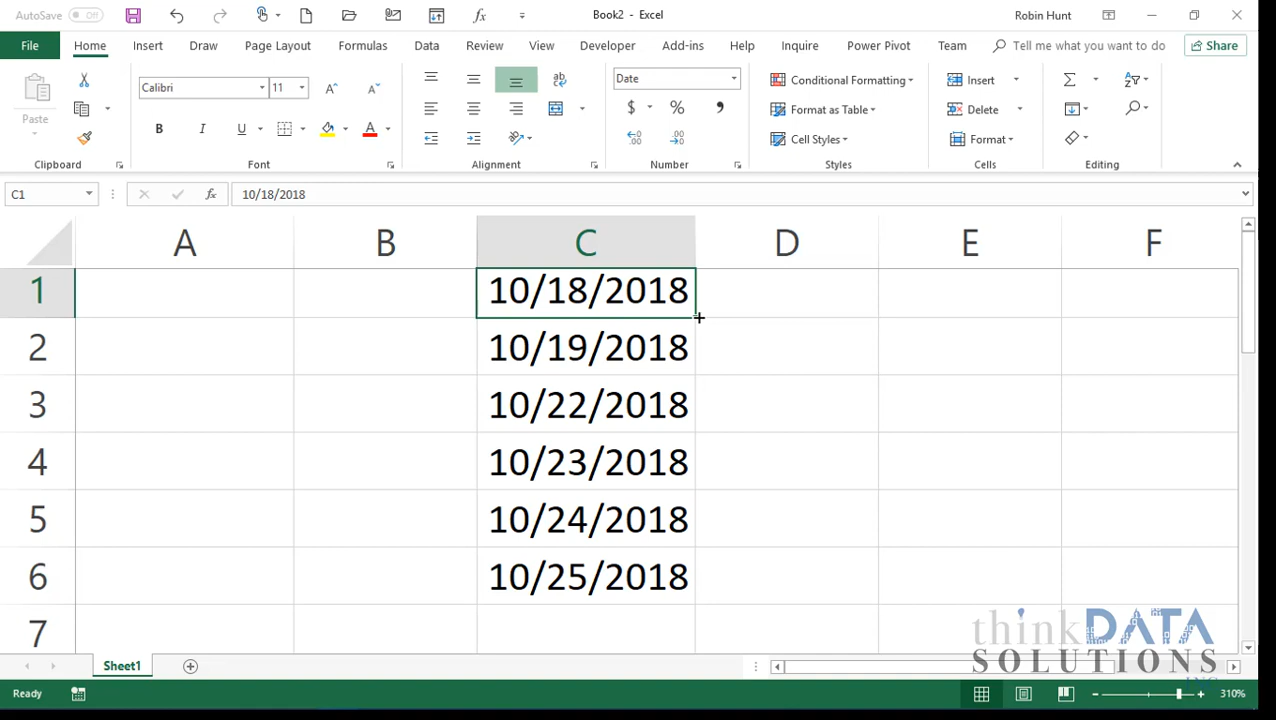 AutoSave Off Book2 - Excel Robin Hunt
File Home Insert Draw Page Layout Formulas Data Review View Developer Add-ins Help Inquire Power Pivot Team Tell me what you want to do Share
Calibri 11 Date Conditional Formatting Insert
Paste Format as Table Delete
B I U A $ % , Cell Styles Format
Clipboard Font Alignment Number Styles Cells Editing
C1 fx 10/18/2018
A B C D E F
1 10/18/2018
2 10/19/2018
3 10/22/2018
4 10/23/2018
5 10/24/2018
6 10/25/2018
7
thinkDATA
SOLUTIONS
INC
Sheet1
Ready 310%